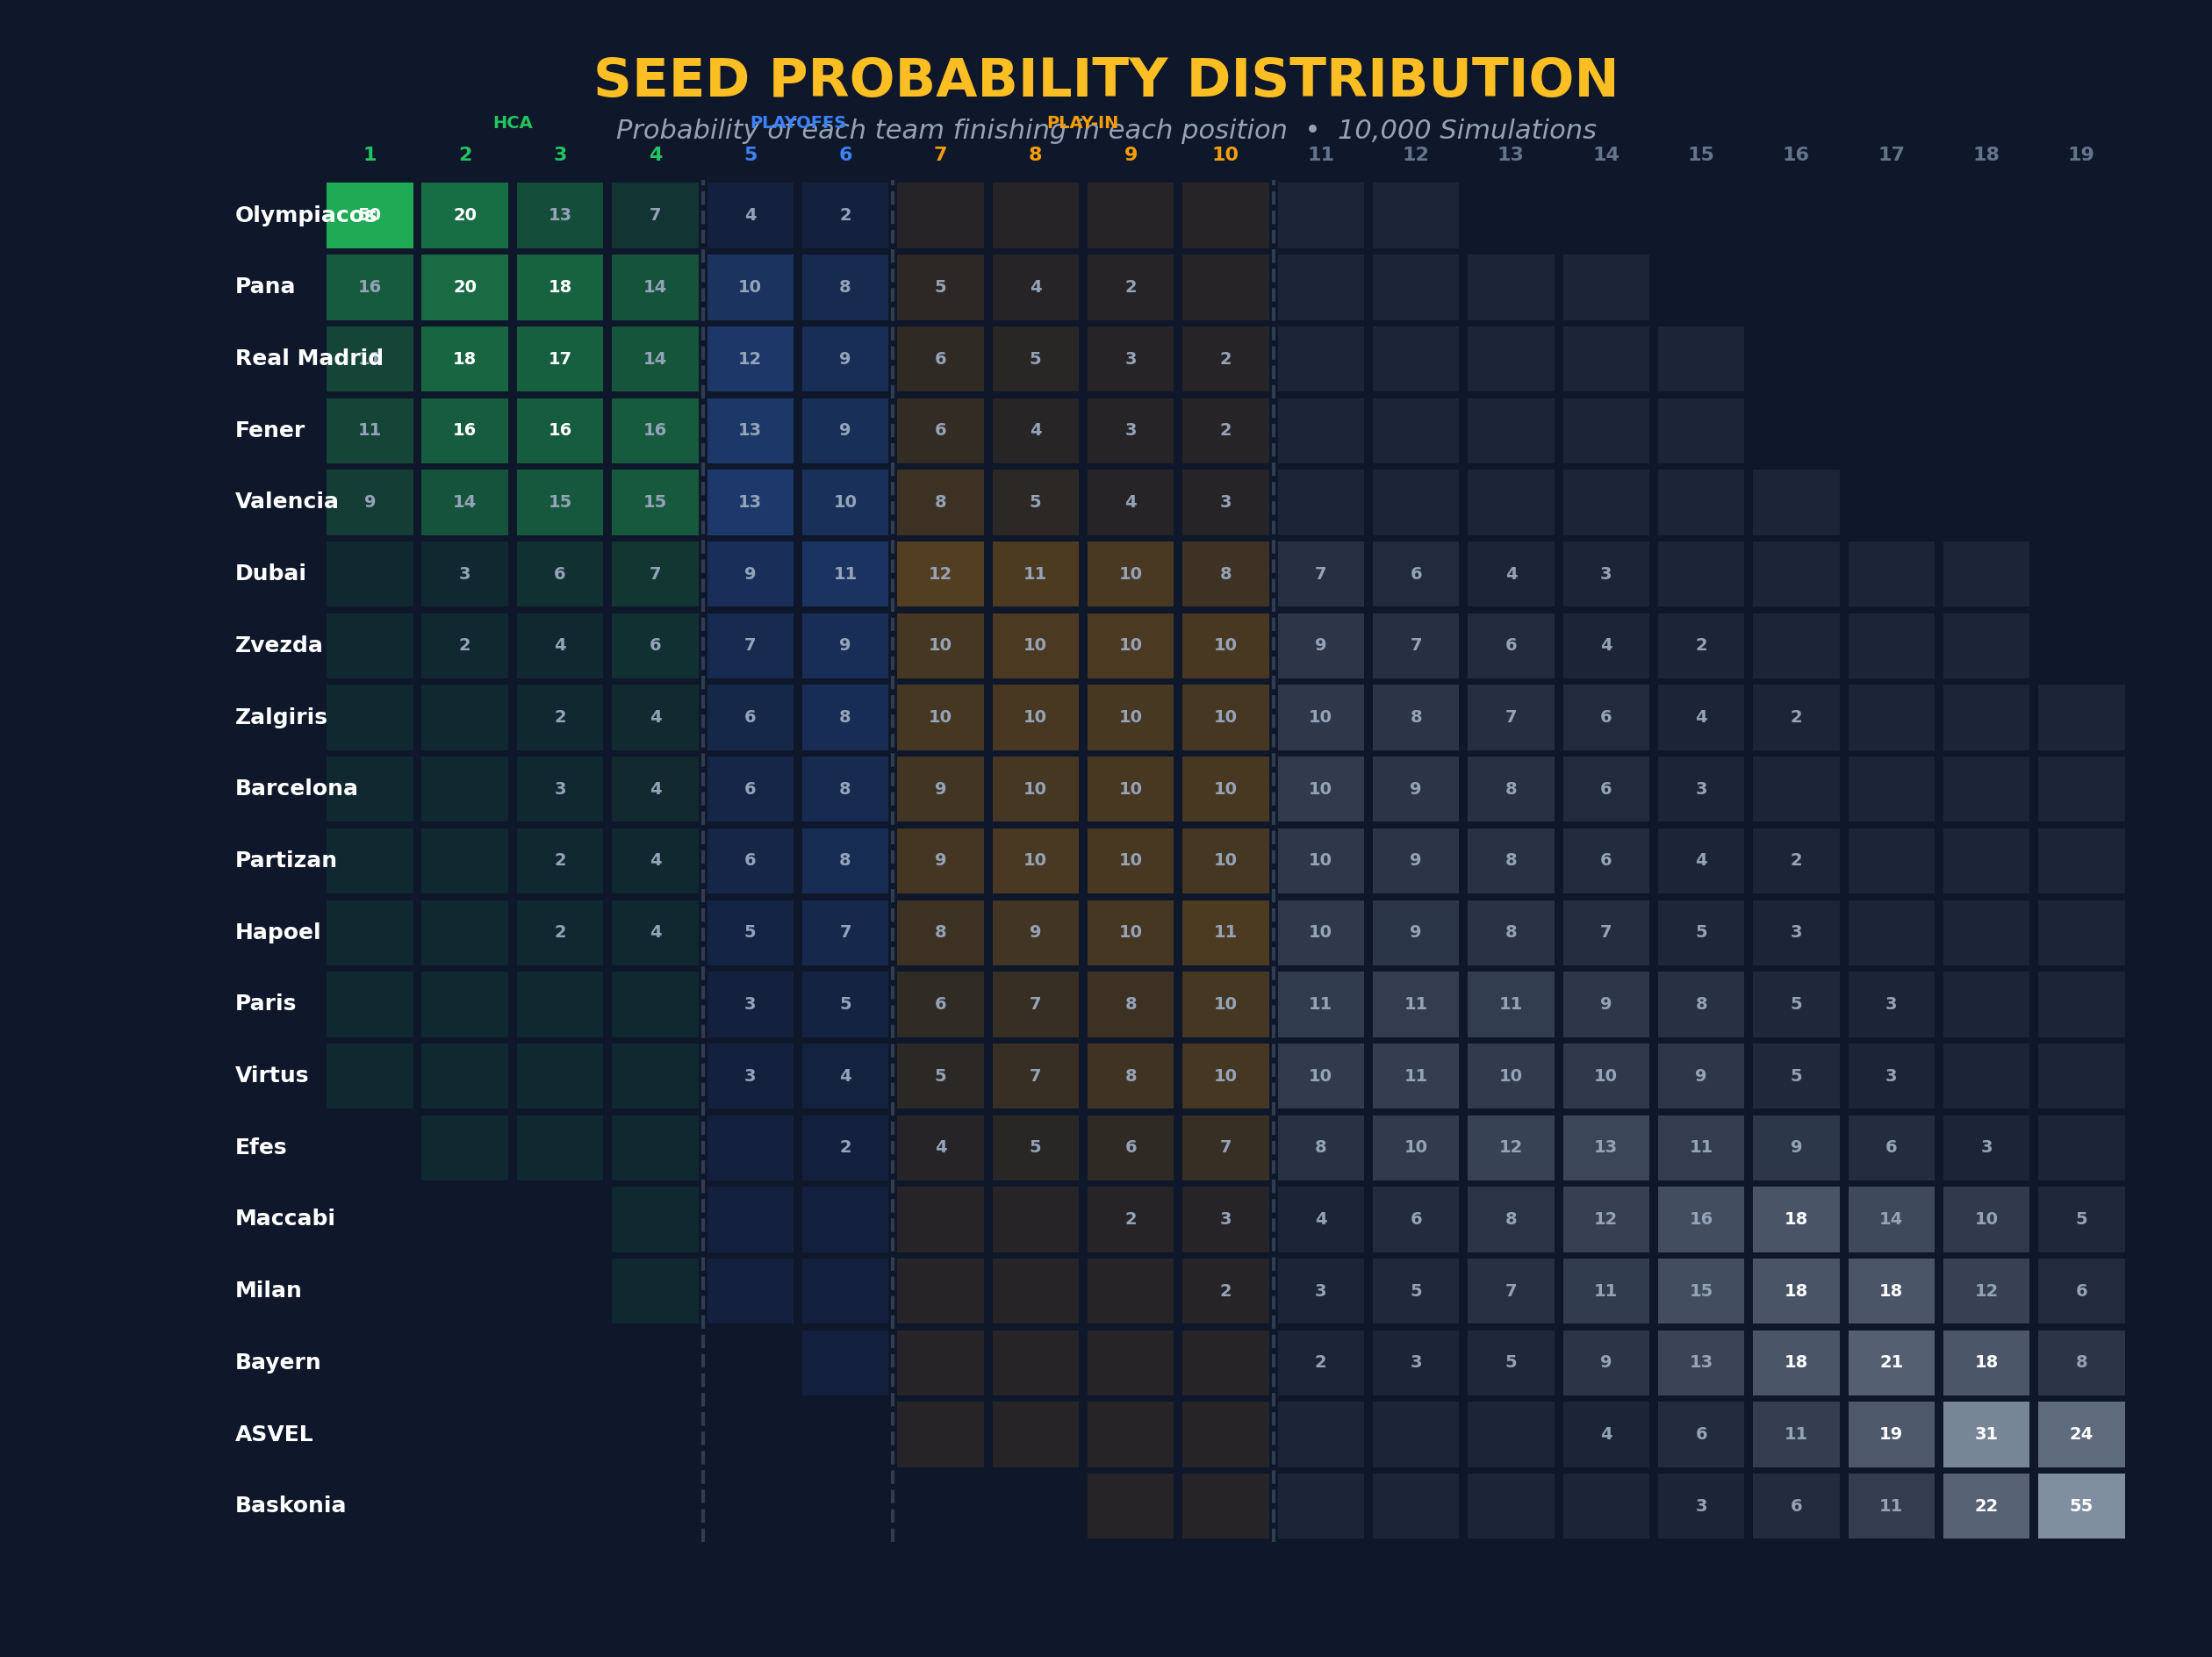 SEED PROBABILITY DISTRIBUTION
HCA PLAYOFFS PLAY-IN
Probability of each team finishing in each position • 10,000 Simulations
1 2 3 4 5 6 7 8 9 10 11 12 13 14 15 16 17 18 19
Olympiacos 50 20 13 7 4 2
Pana 16 20 18 14 10 8 5 4 2
Real Madrid 18 17 14 12 9 6 5 3 2
Fener 11 16 16 16 13 9 6 4 3 2
Valencia 9 14 15 15 13 10 8 5 4 3
Dubai 3 6 7 9 11 12 11 10 8 7 6 4 3
Zvezda 2 4 6 7 9 10 10 10 10 9 7 6 4 2
Zalgiris 2 4 6 8 10 10 10 10 10 8 7 6 4 2
Barcelona 3 4 6 8 9 10 10 10 10 9 8 6 3
Partizan 2 4 6 8 9 10 10 10 10 9 8 6 4 2
Hapoel 2 4 5 7 8 9 10 11 10 9 8 7 5 3
Paris 3 5 6 7 8 10 11 11 11 9 8 5 3
Virtus 3 4 5 7 8 10 10 11 10 10 9 5 3
Efes 2 4 5 6 7 8 10 12 13 11 9 6 3
Maccabi 2 3 4 6 8 12 16 18 14 10 5
Milan 2 3 5 7 11 15 18 18 12 6
Bayern 2 3 5 9 13 18 21 18 8
ASVEL 4 6 11 19 31 24
Baskonia 3 6 11 22 55